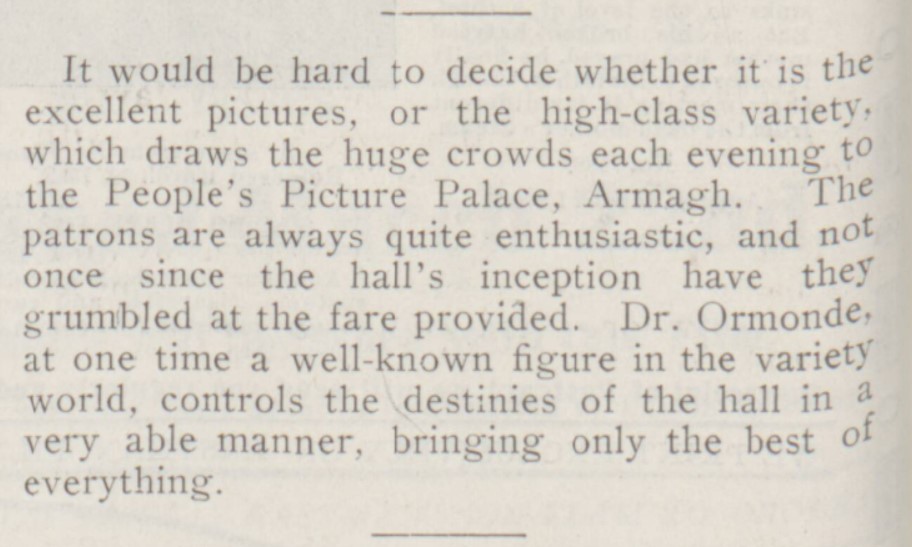 It would be hard to decide whether it is the
excellent pictures, or the high-class variety,
which draws the huge crowds each evening to
the People's Picture Palace, Armagh. The
patrons are always quite enthusiastic, and not
once since the hall's inception have they
grumbled at the fare provided. Dr. Ormonde,
at one time a well-known figure in the variety
world, controls the destinies of the hall in a
very able manner, bringing only the best of
everything.